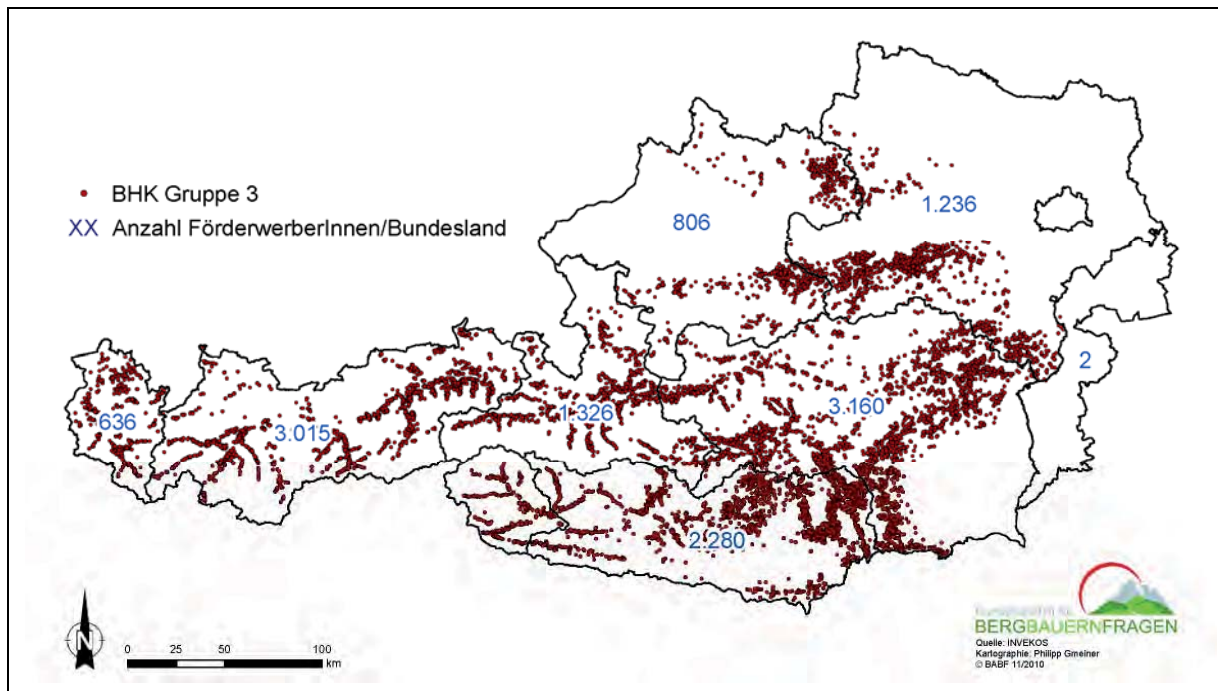 BHK Gruppe 3
XX Anzahl FörderwerberInnen/Bundesland
806
1.236
2
636
3.015
1.326
3.160
2.280
N
0 25 50 100
km
BERGBAUERNFRAGEN
Quelle: INVEKOS
Kartographie: Philipp Gmeiner
© BABF 11/2010